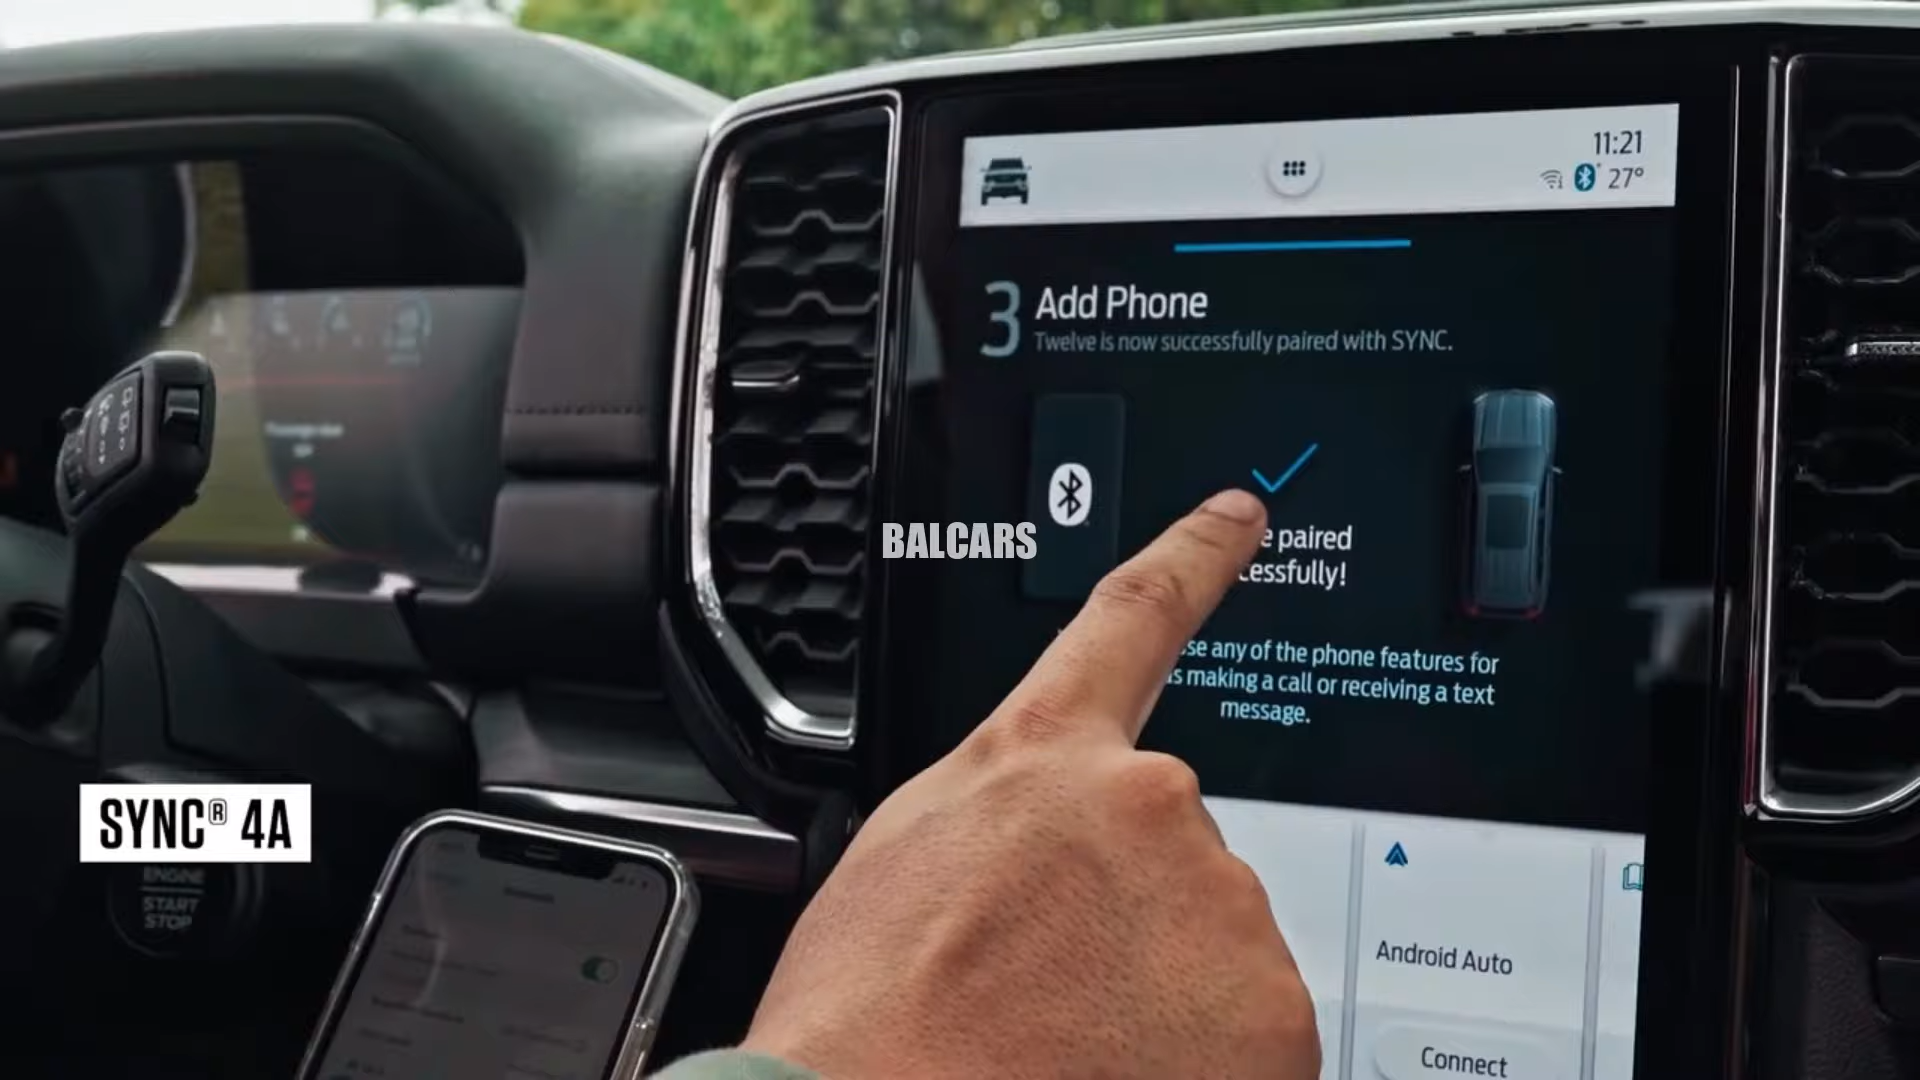 11:21
27°
3 Add Phone
Twelve is now successfully paired with SYNC.
BALCARS
paired
cessfully!
se any of the phone features for
making a call or receiving a text
message.
SYNC® 4A
ENGINE
START
STOP
Android Auto
Connect